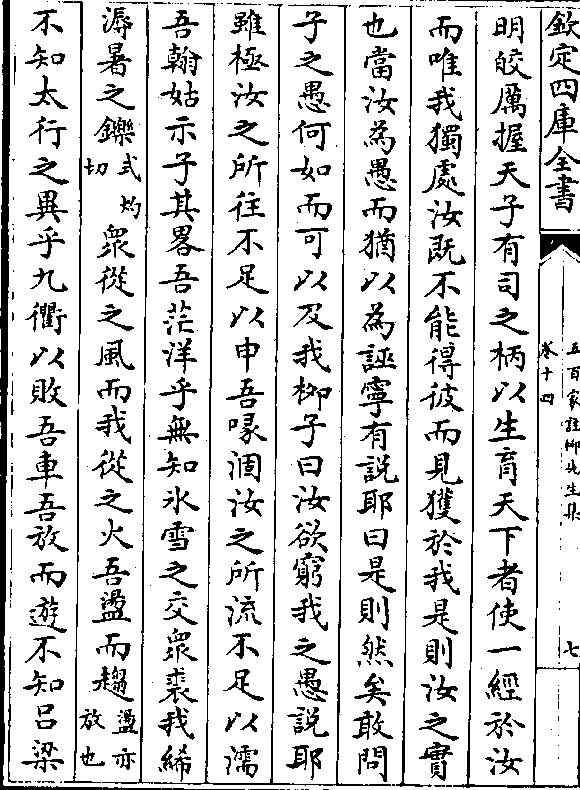 欽定四庫全書
五百家註柳先生集
卷十四
七
明皎厲握天子有司之柄以生育天下者使一經於汝
而唯我獨處汝既不能得彼而見獲於我是則汝之實
也當汝為愚而猶以為誣寧有說耶曰是則然矣敢問
子之愚何如而可以及我柳子曰汝欲窮我之愚說耶
雖極汝之所往不足以申吾喙涸汝之所流不足以濡
吾翰姑示子其畧吾茫洋乎無知氷雪之交衆裘我絺
溽暑之鑠式灼切衆從之風而我從之火吾盪而趨盪亦放也
不知太行之異乎九衢以敗吾車吾放而遊不知吕梁